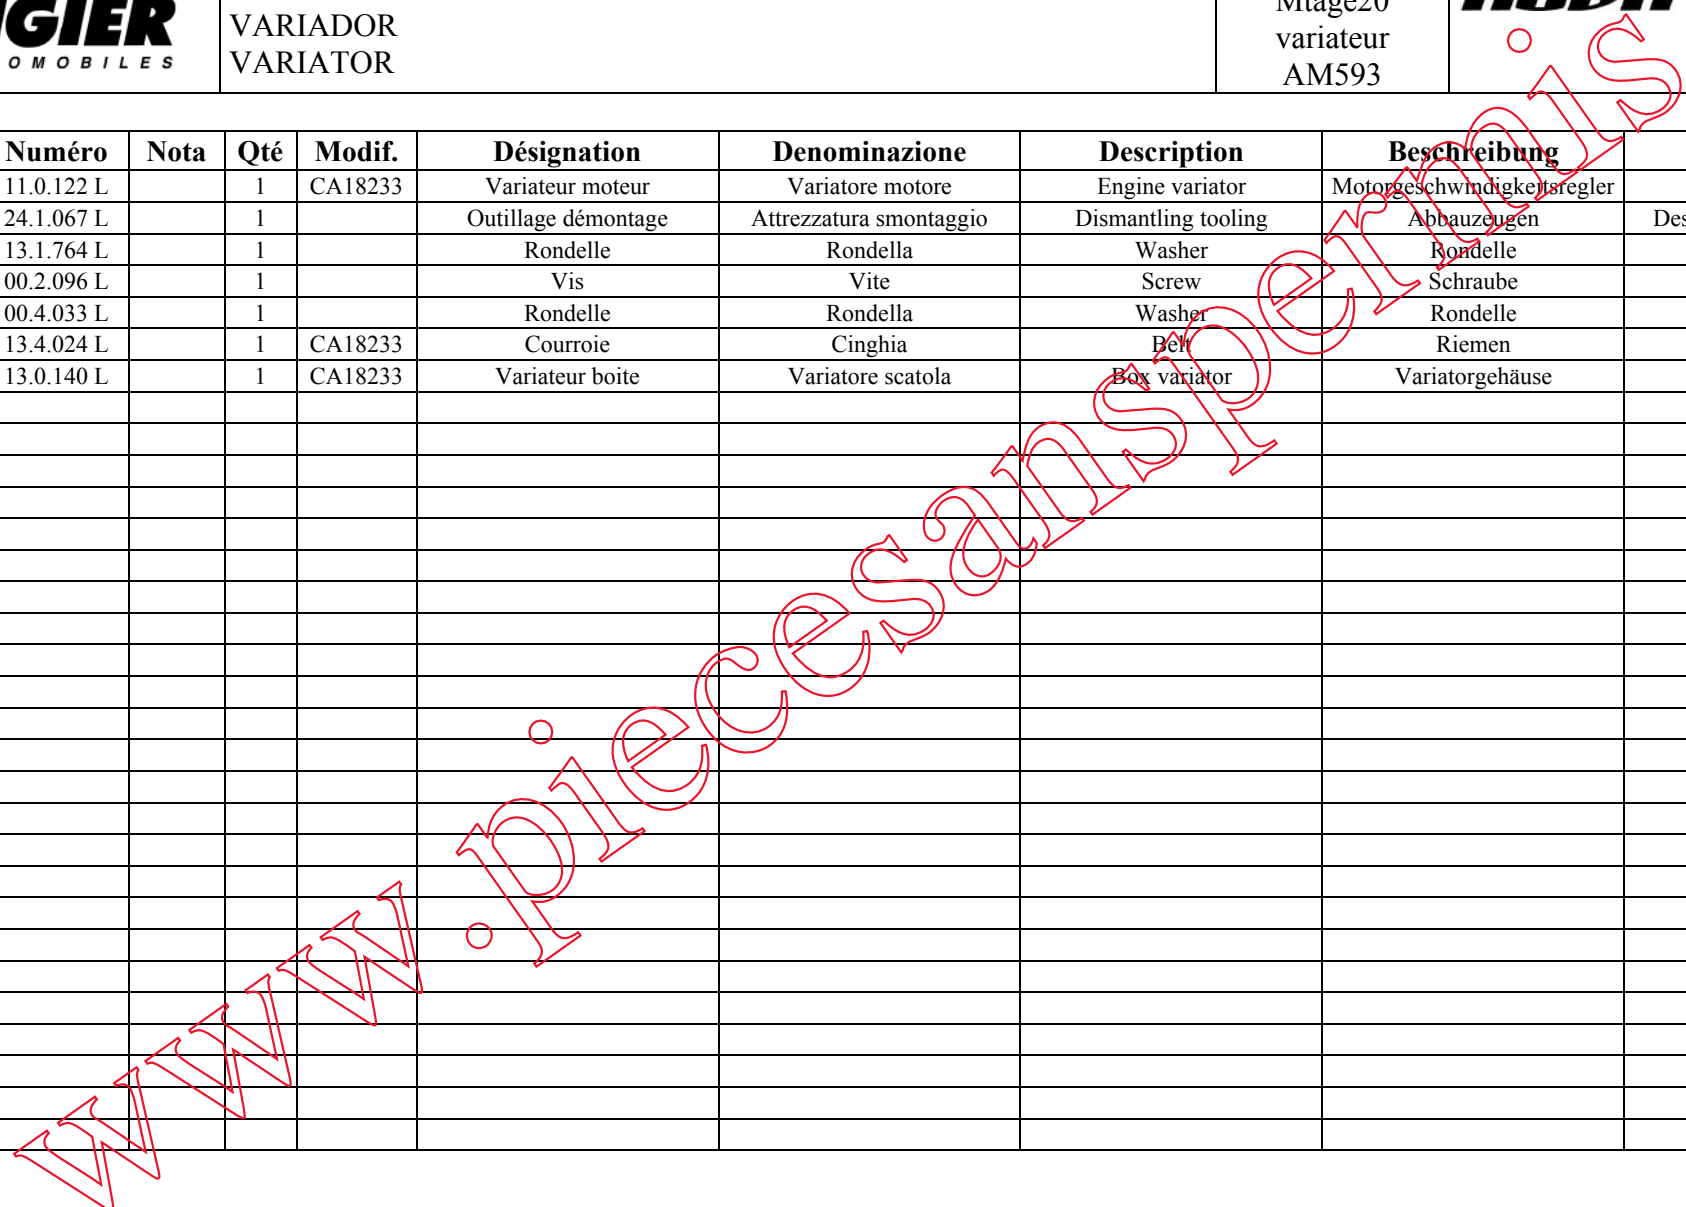 VARIADOR
VARIATOR
Mtage20
variateur
AM593
OMOBILES
Numéro Nota Qté Modif. Désignation Denominazione Description Beschreibung
11.0.122 L 1 CA18233 Variateur moteur Variatore motore Engine variator Motorgeschwindigkeitsregler
24.1.067 L 1 Outillage démontage Attrezzatura smontaggio Dismantling tooling Abbauzeugen Des
13.1.764 L 1 Rondelle Rondella Washer Rondelle
00.2.096 L 1 Vis Vite Screw Schraube
00.4.033 L 1 Rondelle Rondella Washer Rondelle
13.4.024 L 1 CA18233 Courroie Cinghia Belt Riemen
13.0.140 L 1 CA18233 Variateur boite Variatore scatola Box variator Variatorgehäuse
www.piecesanspermis